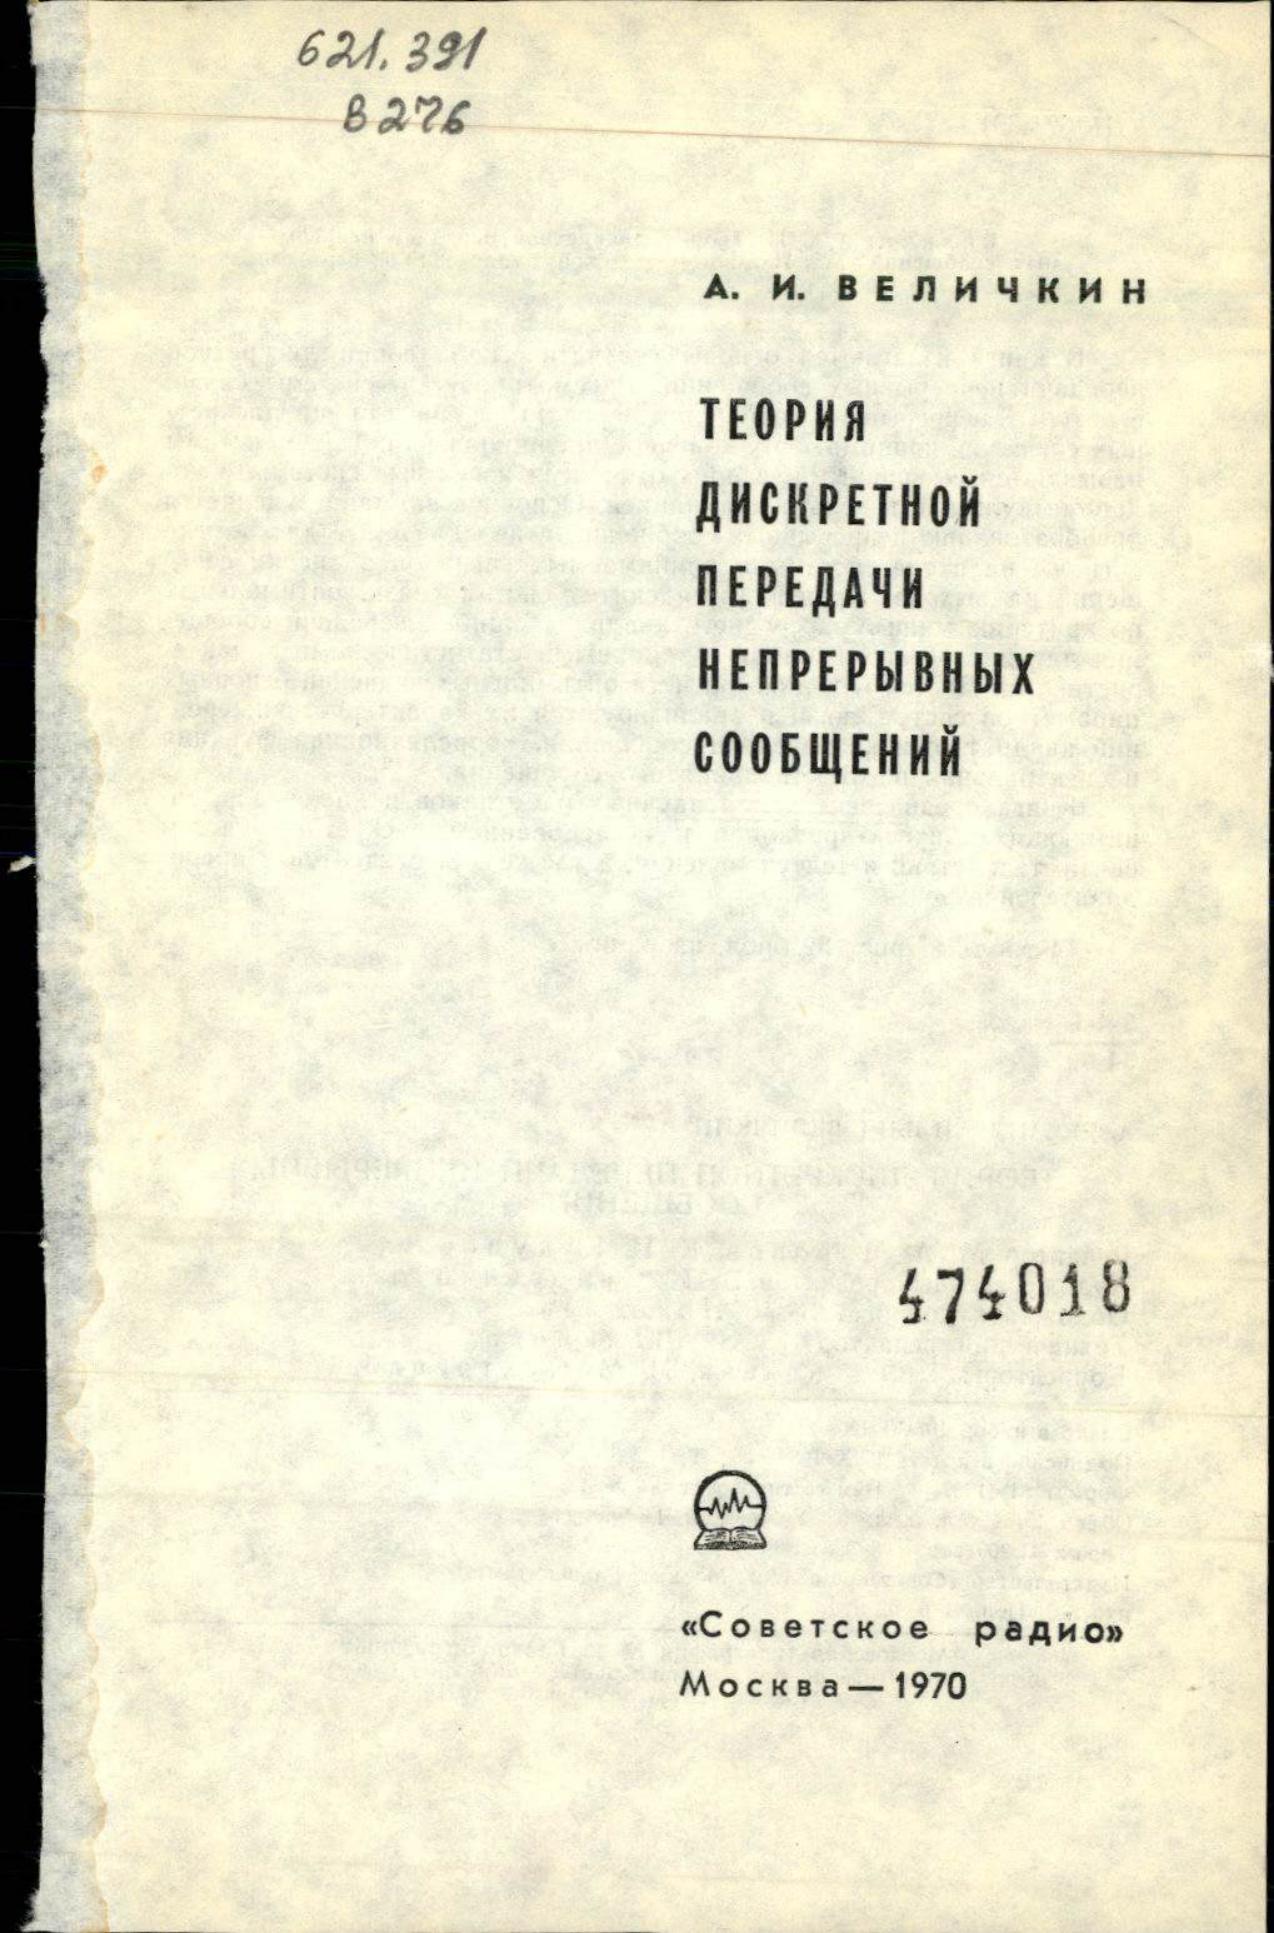 621.391
В276
А. И. ВЕЛИЧКИН
ТЕОРИЯ
ДИСКРЕТНОЙ
ПЕРЕДАЧИ
НЕПРЕРЫВНЫХ
СООБЩЕНИЙ
474018
«Советское радио»
Москва — 1970